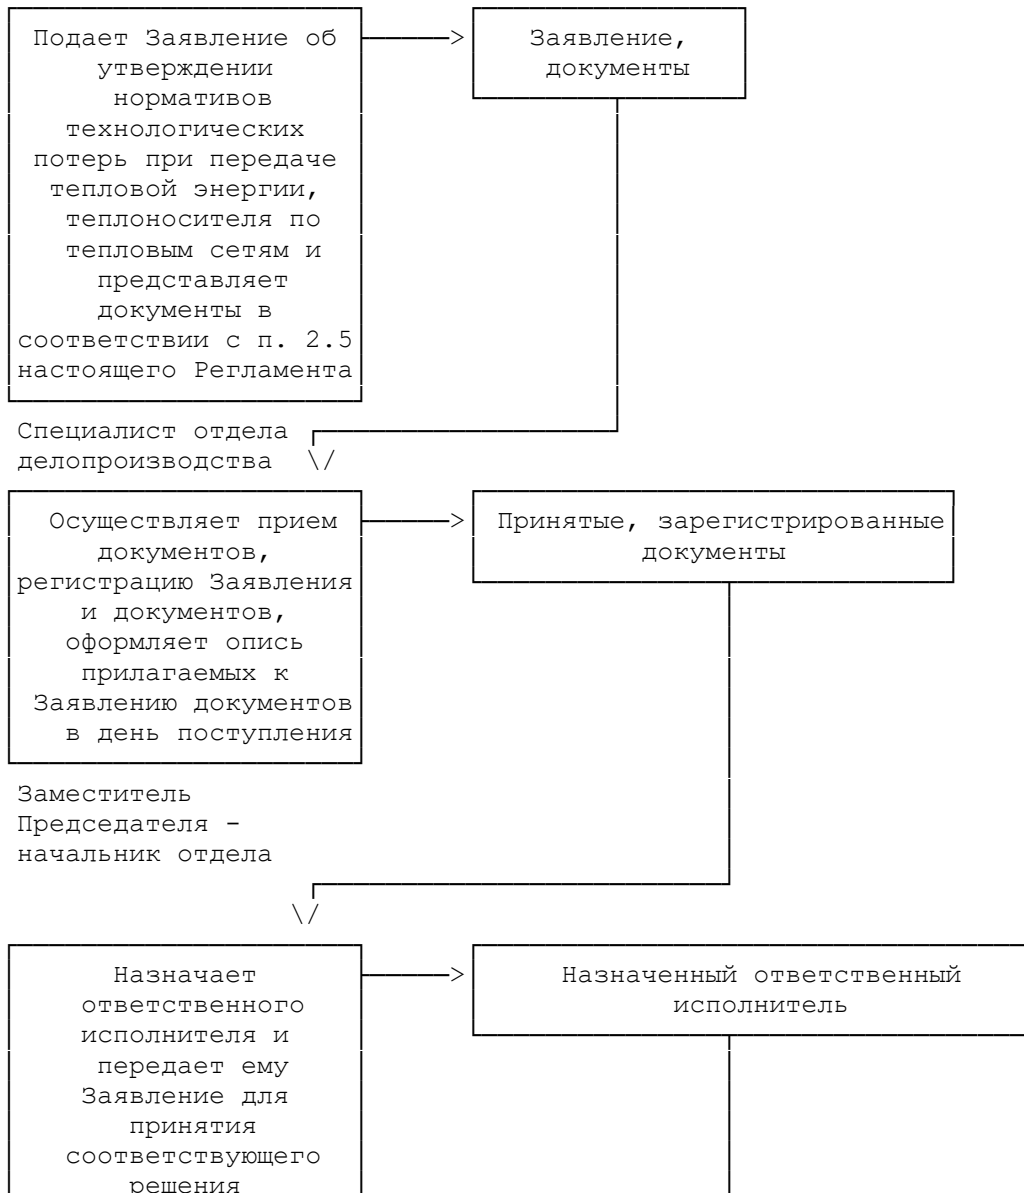 Подает Заявление об
утверждении
нормативов
технологических
потерь при передаче
тепловой энергии,
теплоносителя по
тепловым сетям и
представляет
документы в
соответствии с п. 2.5
настоящего Регламента
Заявление,
документы
Специалист отдела
делопроизводства
Осуществляет прием
документов,
регистрацию Заявления
и документов,
оформляет опись
прилагаемых к
Заявлению документов
в день поступления
Принятые, зарегистрированные
документы
Заместитель
Председателя -
начальник отдела
Назначает
ответственного
исполнителя и
передает ему
Заявление для
принятия
соответствующего
решения
Назначенный ответственный
исполнитель